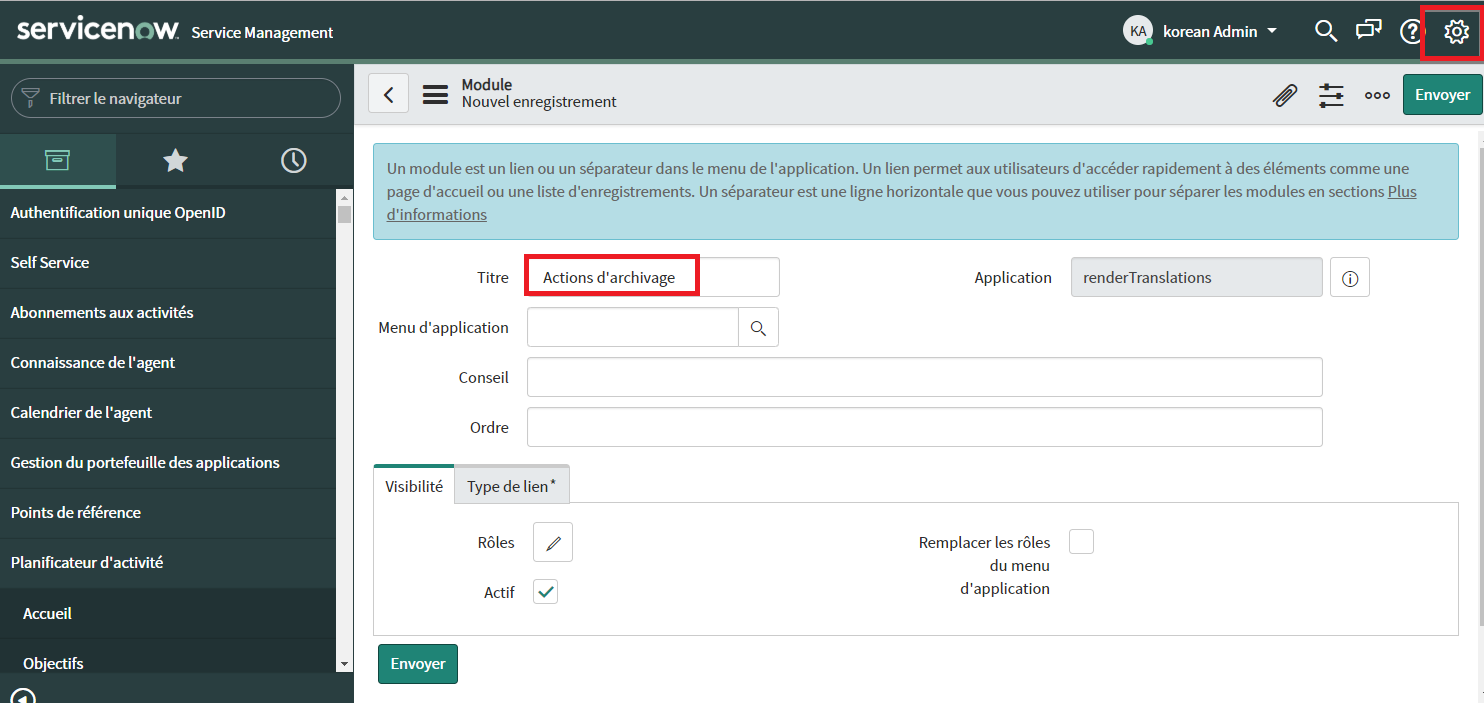 servicenow. Service Management
KA korean Admin
Filtrer le navigateur
Authentification unique OpenID
Self Service
Abonnements aux activités
Connaissance de l'agent
Calendrier de l'agent
Gestion du portefeuille des applications
Points de référence
Planificateur d'activité
Accueil
Objectifs
Module
Nouvel enregistrement
Envoyer
Un module est un lien ou un séparateur dans le menu de l'application. Un lien permet aux utilisateurs d'accéder rapidement à des éléments comme une
page d'accueil ou une liste d'enregistrements. Un séparateur est une ligne horizontale que vous pouvez utiliser pour séparer les modules en sections Plus
d'informations
Titre Actions d'archivage Application renderTranslations
Menu d'application
Conseil
Ordre
Visibilité Type de lien*
Rôles Remplacer les rôles
du menu
d'application
Actif
Envoyer